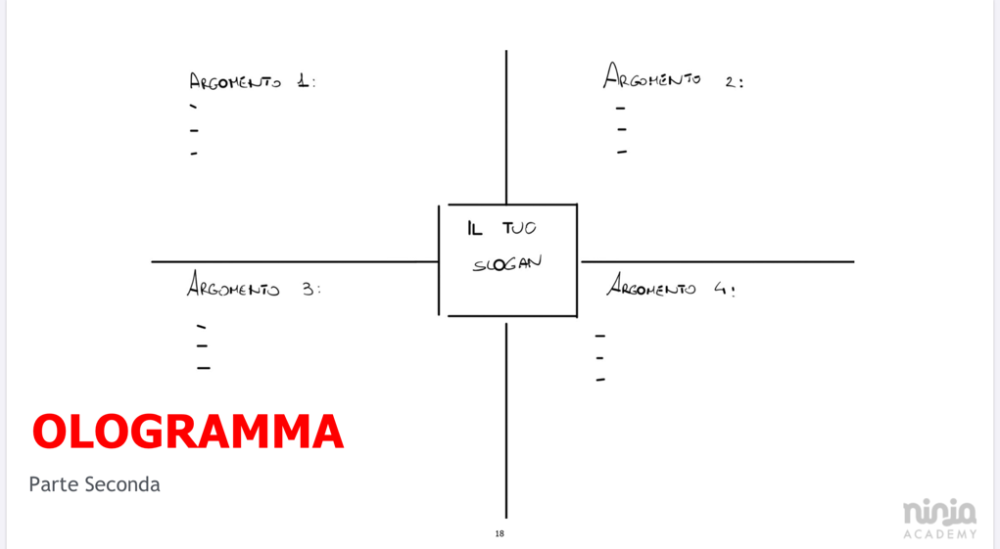 ARGOMENTO 1:
-
-
-
ARGOMENTO 2:
-
-
-
IL TUO
SLOGAN
ARGOMENTO 3:
-
-
-
ARGOMENTO 4:
-
-
-
OLOGRAMMA
Parte Seconda
18
ninja
ACADEMY